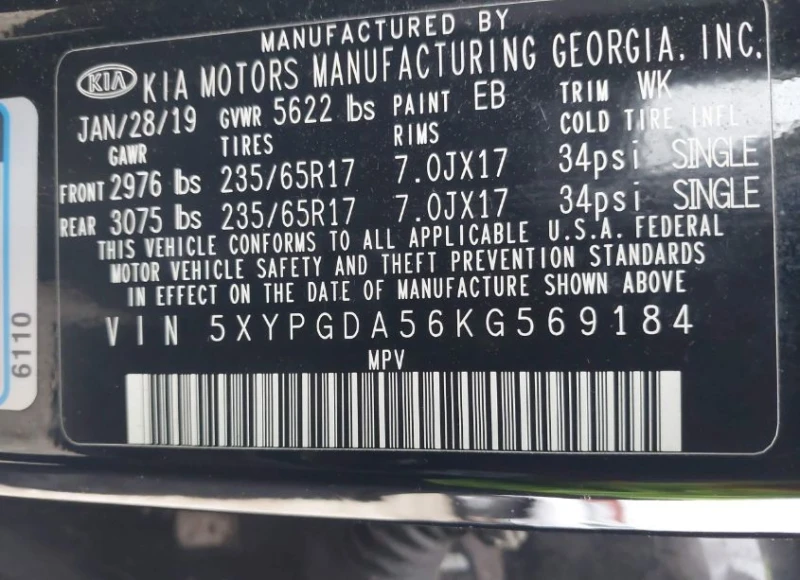 MANUFACTURED BY
KIA KIA MOTORS MANUFACTURING GEORGIA, INC.
JAN/28/19 GVWR 5622 lbs PAINT EB TRIM WK
GAWR TIRES RIMS COLD TIRE INFL
FRONT 2976 lbs 235/65R17 7.0JX17 34psi SINGLE
REAR 3075 lbs 235/65R17 7.0JX17 34psi SINGLE
THIS VEHICLE CONFORMS TO ALL APPLICABLE U.S.A. FEDERAL
MOTOR VEHICLE SAFETY AND THEFT PREVENTION STANDARDS
IN EFFECT ON THE DATE OF MANUFACTURE SHOWN ABOVE
VIN 5XYPGDA56KG569184
MPV
6110